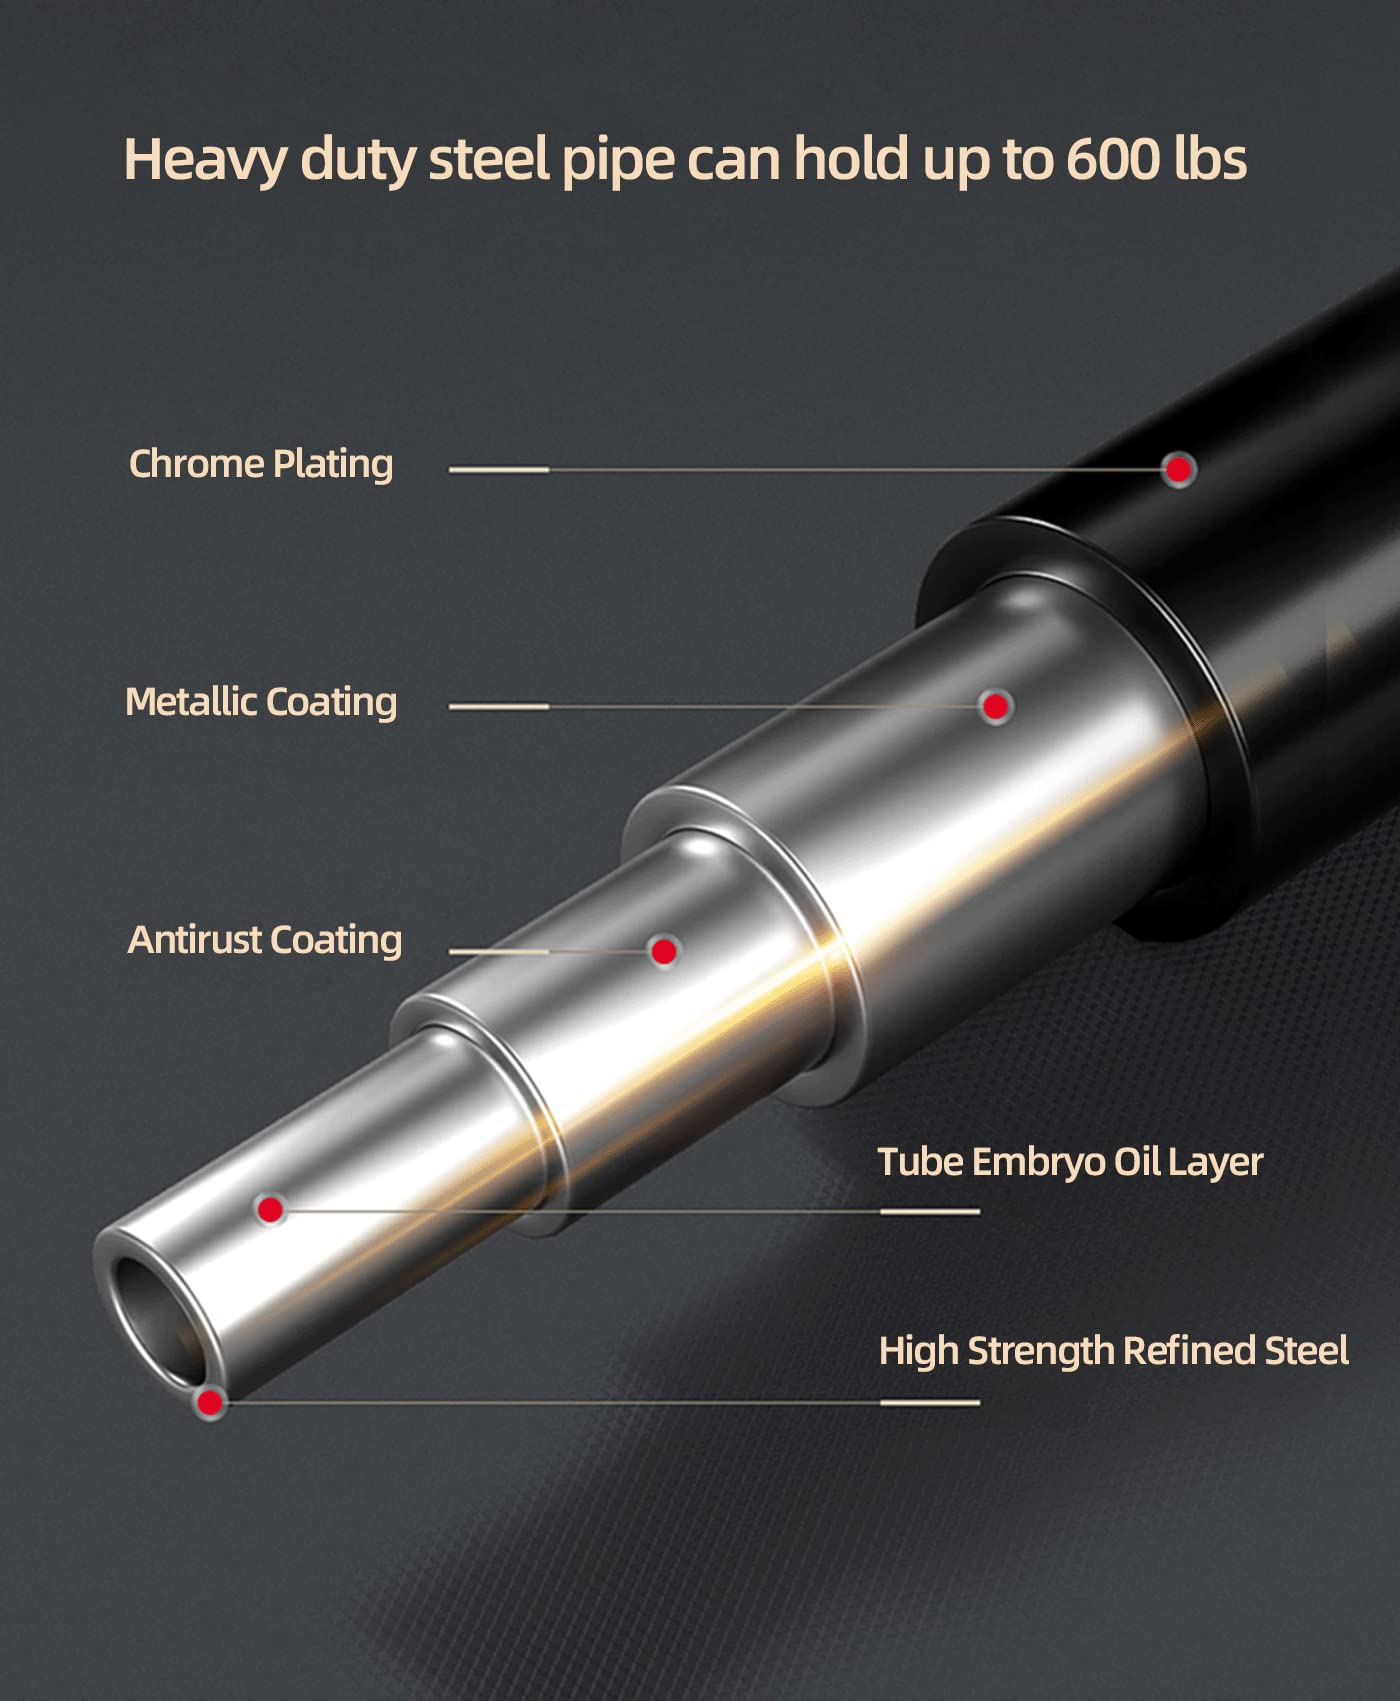 Heavy duty steel pipe can hold up to 600 lbs
Chrome Plating
Metallic Coating
Antirust Coating
Tube Embryo Oil Layer
High Strength Refined Steel